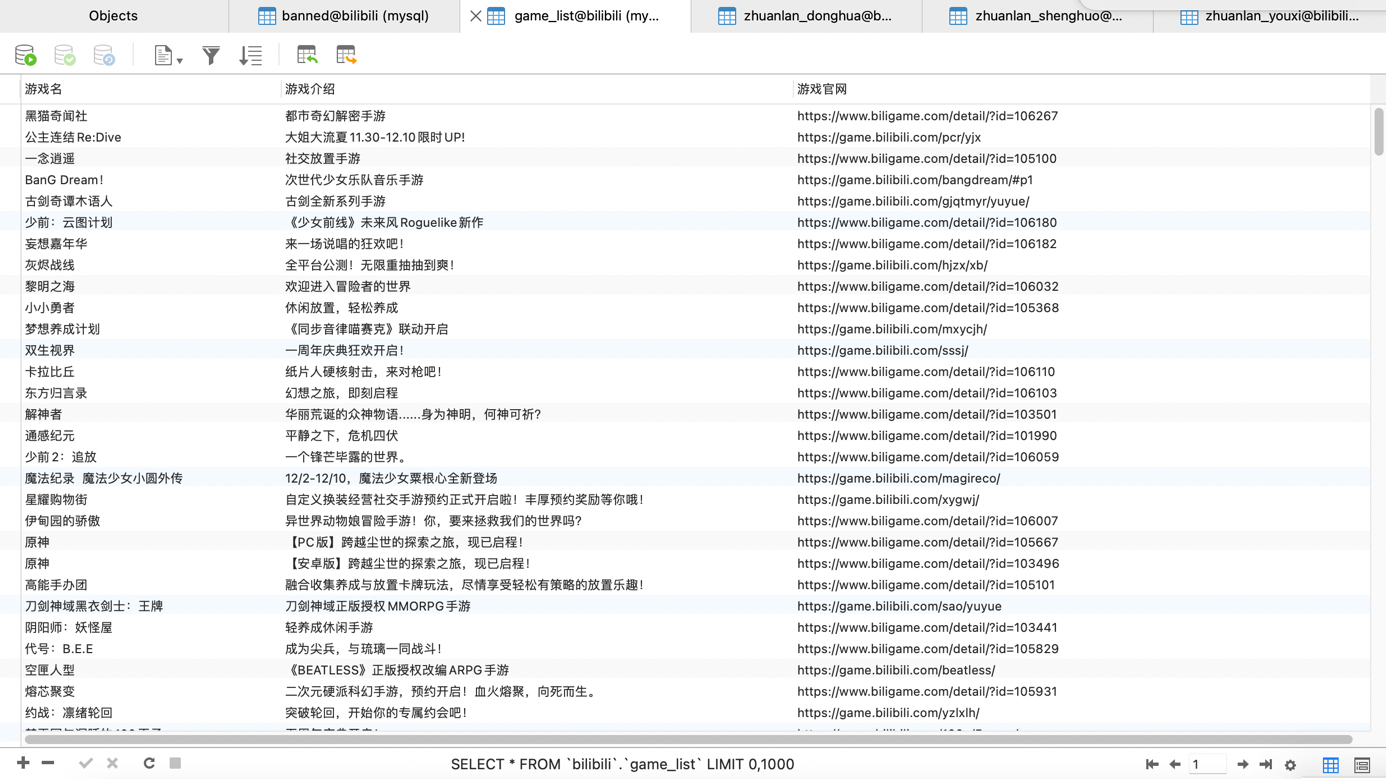 Objects
banned@bilibili (mysql)
game_list@bilibili (my...
zhuanlan_donghua@b...
zhuanlan_shenghuo@...
zhuanlan_youxi@bilibili...
游戏名 游戏介绍 游戏官网
黑猫奇闻社 都市奇幻解密手游 https://www.biligame.com/detail/?id=106267
公主连结Re:Dive 大姐大流夏11.30-12.10限时UP! https://game.bilibili.com/pcr/yjx
一念逍遥 社交放置手游 https://www.biligame.com/detail/?id=105100
BanG Dream! 次世代少女乐队音乐手游 https://game.bilibili.com/bangdream/#p1
古剑奇谭木语人 古剑全新系列手游 https://game.bilibili.com/gjqtmyr/yuyue/
少前：云图计划 《少女前线》未来风Roguelike新作 https://www.biligame.com/detail/?id=106180
妄想嘉年华 来一场说唱的狂欢吧！ https://www.biligame.com/detail/?id=106182
灰烬战线 全平台公测！无限重抽抽到爽！ https://game.bilibili.com/hjzx/xb/
黎明之海 欢迎进入冒险者的世界 https://www.biligame.com/detail/?id=106032
小小勇者 休闲放置，轻松养成 https://www.biligame.com/detail/?id=105368
梦想养成计划 《同步音律喵赛克》联动开启 https://game.bilibili.com/mxycjh/
双生视界 一周年庆典狂欢开启！ https://game.bilibili.com/sssj/
卡拉比丘 纸片人硬核射击，来对枪吧！ https://www.biligame.com/detail/?id=106110
东方归言录 幻想之旅，即刻启程 https://www.biligame.com/detail/?id=106103
解神者 华丽荒诞的众神物语......身为神明，何神可祈？ https://www.biligame.com/detail/?id=103501
通感纪元 平静之下，危机四伏 https://www.biligame.com/detail/?id=101990
少前2：追放 一个锋芒毕露的世界。 https://www.biligame.com/detail/?id=106059
魔法纪录 魔法少女小圆外传 12/2-12/10，魔法少女粟根心全新登场 https://game.bilibili.com/magireco/
星耀购物街 自定义换装经营社交手游预约正式开启啦！丰厚预约奖励等你哦！ https://game.bilibili.com/xygwj/
伊甸园的骄傲 异世界动物娘冒险手游！你，要来拯救我们的世界吗？ https://www.biligame.com/detail/?id=106007
原神 【PC版】跨越尘世的探索之旅，现已启程！ https://www.biligame.com/detail/?id=105667
原神 【安卓版】跨越尘世的探索之旅，现已启程！ https://www.biligame.com/detail/?id=103496
高能手办团 融合收集养成与放置卡牌玩法，尽情享受轻松有策略的放置乐趣！ https://www.biligame.com/detail/?id=105101
刀剑神域黑衣剑士：王牌 刀剑神域正版授权MMORPG手游 https://game.bilibili.com/sao/yuyue
阴阳师：妖怪屋 轻养成休闲手游 https://www.biligame.com/detail/?id=103441
代号：B.E.E 成为尖兵，与琉璃一同战斗！ https://www.biligame.com/detail/?id=105829
空匣人型 《BEATLESS》正版授权改编ARPG手游 https://game.bilibili.com/beatless/
熔芯聚变 二次元硬派科幻手游，预约开启！血火熔聚，向死而生。 https://www.biligame.com/detail/?id=105931
约战：凛绪轮回 突破轮回，开始你的专属约会吧！ https://game.bilibili.com/yzlxlh/
SELECT * FROM `bilibili`.`game_list` LIMIT 0,1000
1